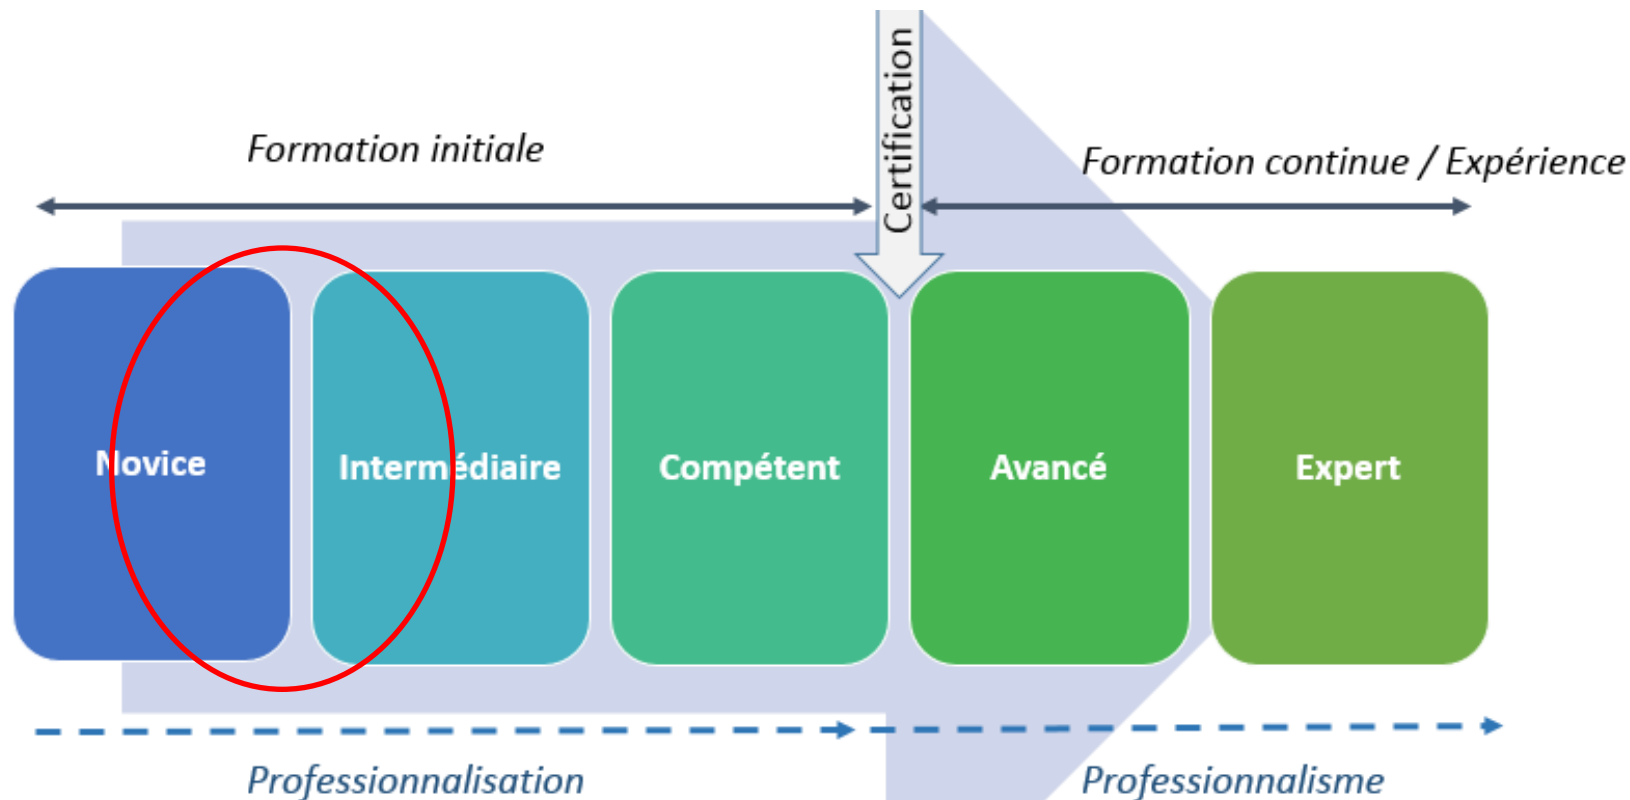 Certification
Formation initiale
Formation continue / Expérience
Novice
Intermédiaire
Compétent
Avancé
Expert
Professionnalisation
Professionnalisme